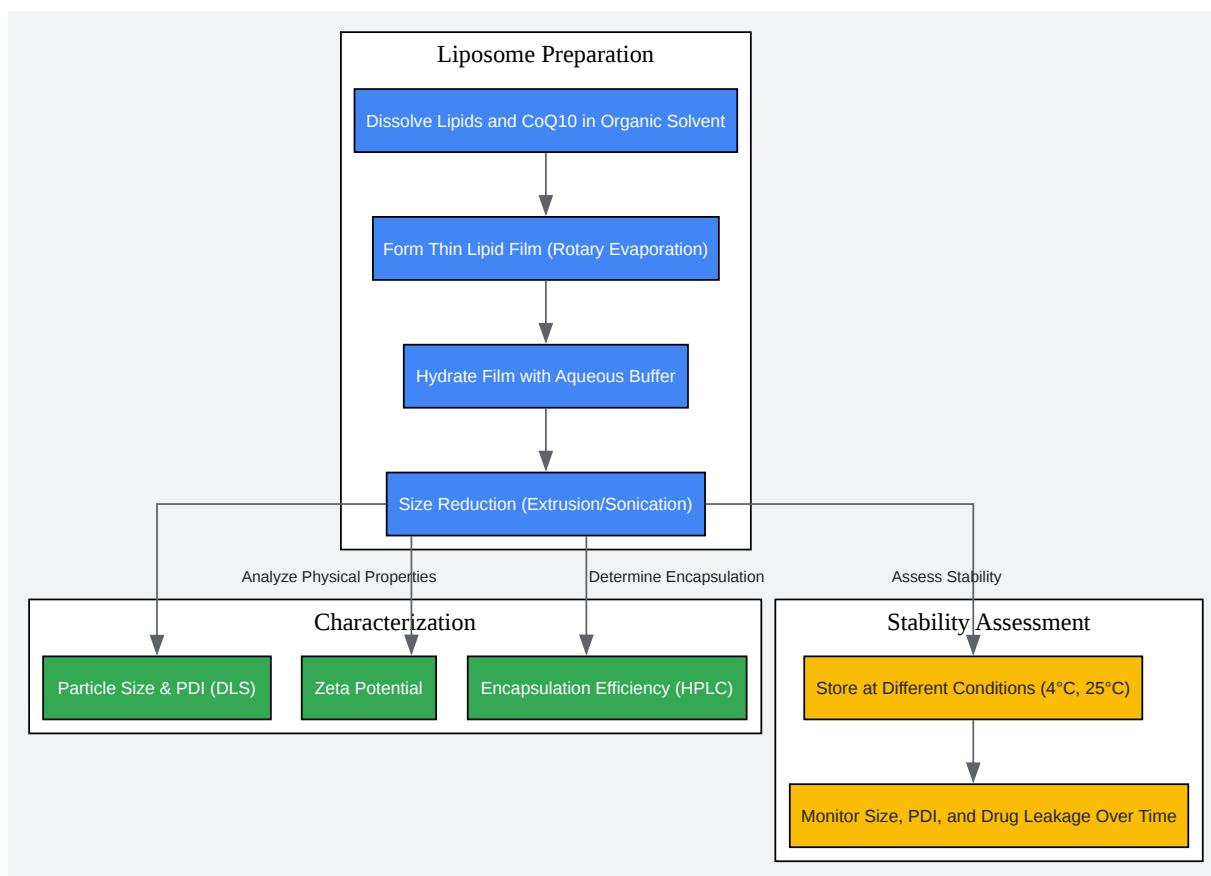 Liposome Preparation
Dissolve Lipids and CoQ10 in Organic Solvent
Form Thin Lipid Film (Rotary Evaporation)
Hydrate Film with Aqueous Buffer
Size Reduction (Extrusion/Sonication)
Analyze Physical Properties
Determine Encapsulation
Assess Stability
Characterization
Particle Size & PDI (DLS)
Zeta Potential
Encapsulation Efficiency (HPLC)
Stability Assessment
Store at Different Conditions (4°C, 25°C)
Monitor Size, PDI, and Drug Leakage Over Time